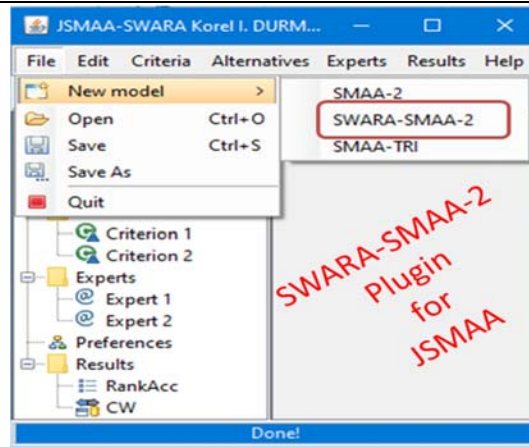 JSMAA-SWARA Korel I. DURM...
File Edit Criteria Alternatives Experts Results Help
New model >
Open Ctrl+O
Save Ctrl+S
Save As
Quit
SMAA-2
SWARA-SMAA-2
SMAA-TRI
Criterion 1
Criterion 2
Experts
Expert 1
Expert 2
Preferences
Results
RankAcc
CW
SWARA-SMAA-2
Plugin
for
JSMAA
Done!